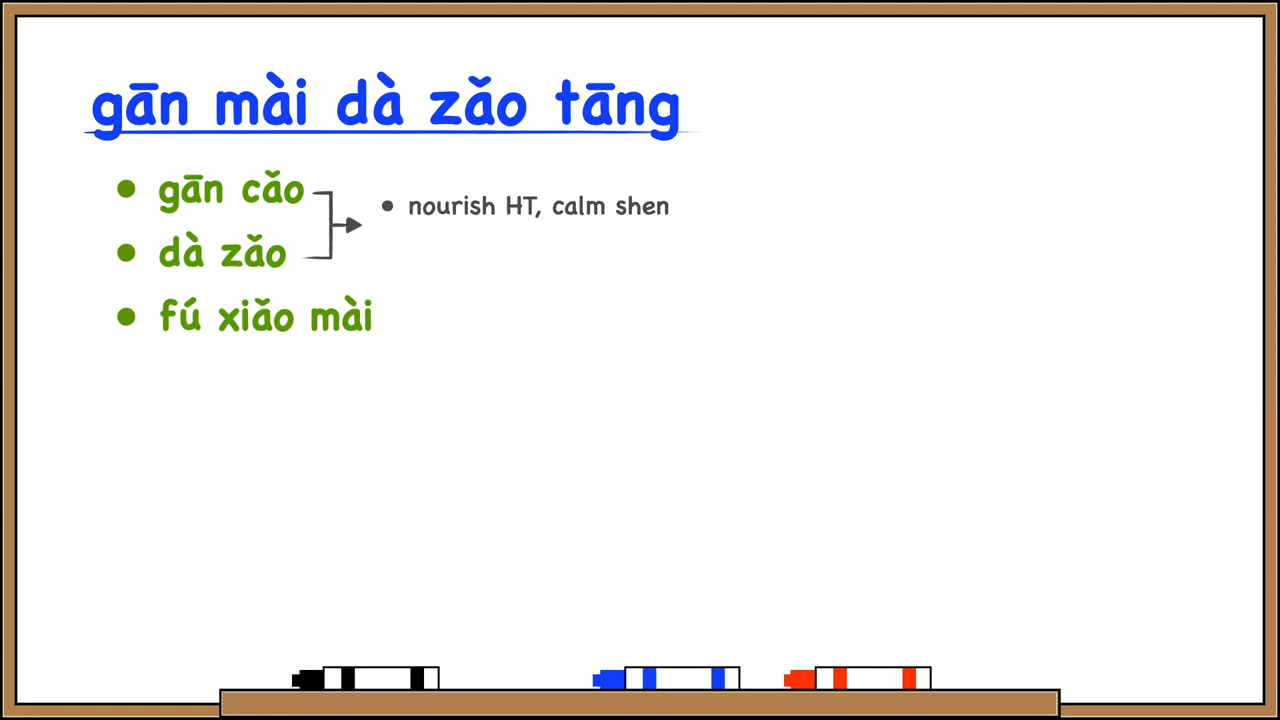 gān mài dà zǎo tāng
• gān cǎo
• nourish HT, calm shen
• dà zǎo
• fú xiǎo mài